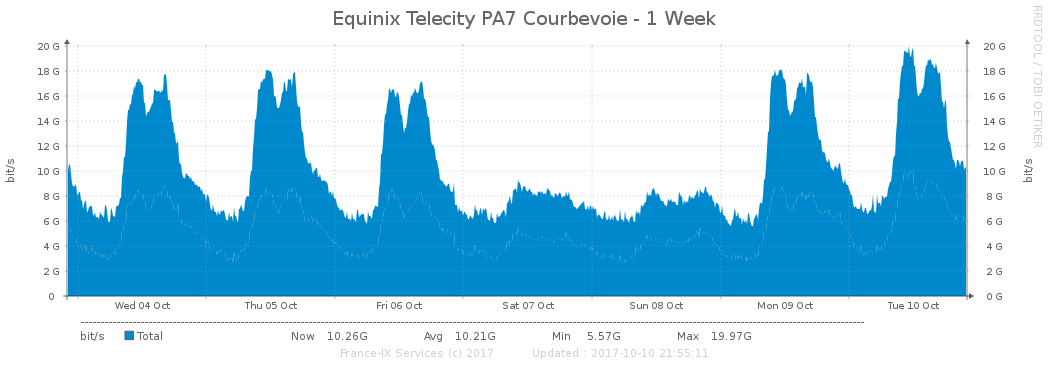 Equinix Telecity PA7 Courbevoie - 1 Week
RRDTOOL / TOBI OETIKER
bit/s
20 G
18 G
16 G
14 G
12 G
10 G
8 G
6 G
4 G
2 G
0
20 G
18 G
16 G
14 G
12 G
10 G
8 G
6 G
4 G
2 G
0 G
bit/s
Wed 04 Oct Thu 05 Oct Fri 06 Oct Sat 07 Oct Sun 08 Oct Mon 09 Oct Tue 10 Oct
bit/s Total Now 10.26G Avg 10.21G Min 5.57G Max 19.97G
France-IX Services (c) 2017 Updated : 2017-10-10 21:55:11